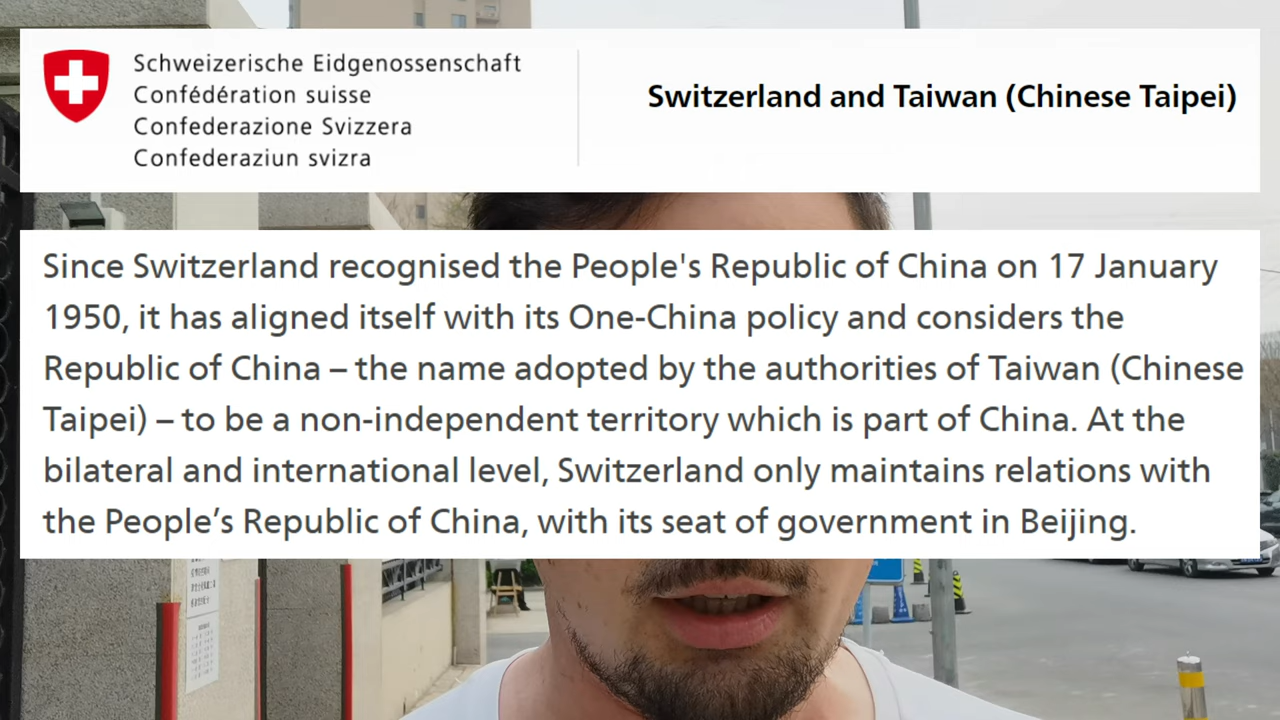 Schweizerische Eidgenossenschaft
Confédération suisse
Confederazione Svizzera
Confederaziun svizra
Switzerland and Taiwan (Chinese Taipei)
Since Switzerland recognised the People's Republic of China on 17 January
1950, it has aligned itself with its One-China policy and considers the
Republic of China – the name adopted by the authorities of Taiwan (Chinese
Taipei) – to be a non-independent territory which is part of China. At the
bilateral and international level, Switzerland only maintains relations with
the People’s Republic of China, with its seat of government in Beijing.